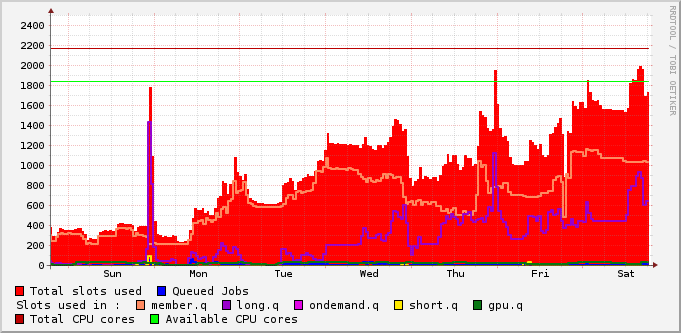 2400
2200
2000
1800
1600
1400
1200
1000
800
600
400
200
0
Sun Mon Tue Wed Thu Fri Sat
RRDTOOL / TOBI OETIKER
Total slots used Queued Jobs
Slots used in : member.q long.q ondemand.q short.q gpu.q
Total CPU cores Available CPU cores